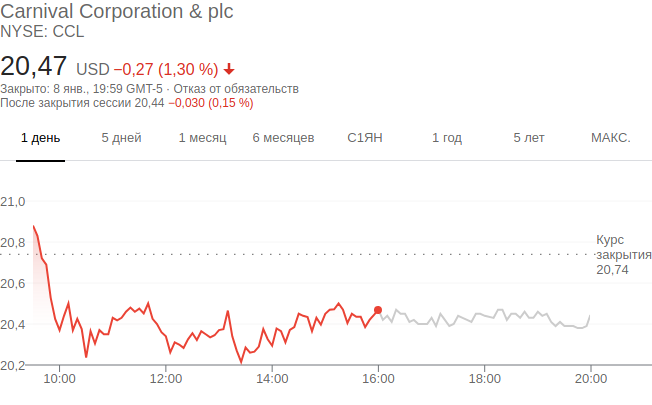 Carnival Corporation & plc
NYSE: CCL
20,47 USD −0,27 (1,30 %)
Закрыто: 8 янв., 19:59 GMT-5 · Отказ от обязательств
После закрытия сессии 20,44 −0,030 (0,15 %)
1 день 5 дней 1 месяц 6 месяцев С1ЯН 1 год 5 лет МАКС.
21,0
20,8
20,6
20,4
20,2
Курс
закрытия
20,74
10:00 12:00 14:00 16:00 18:00 20:00